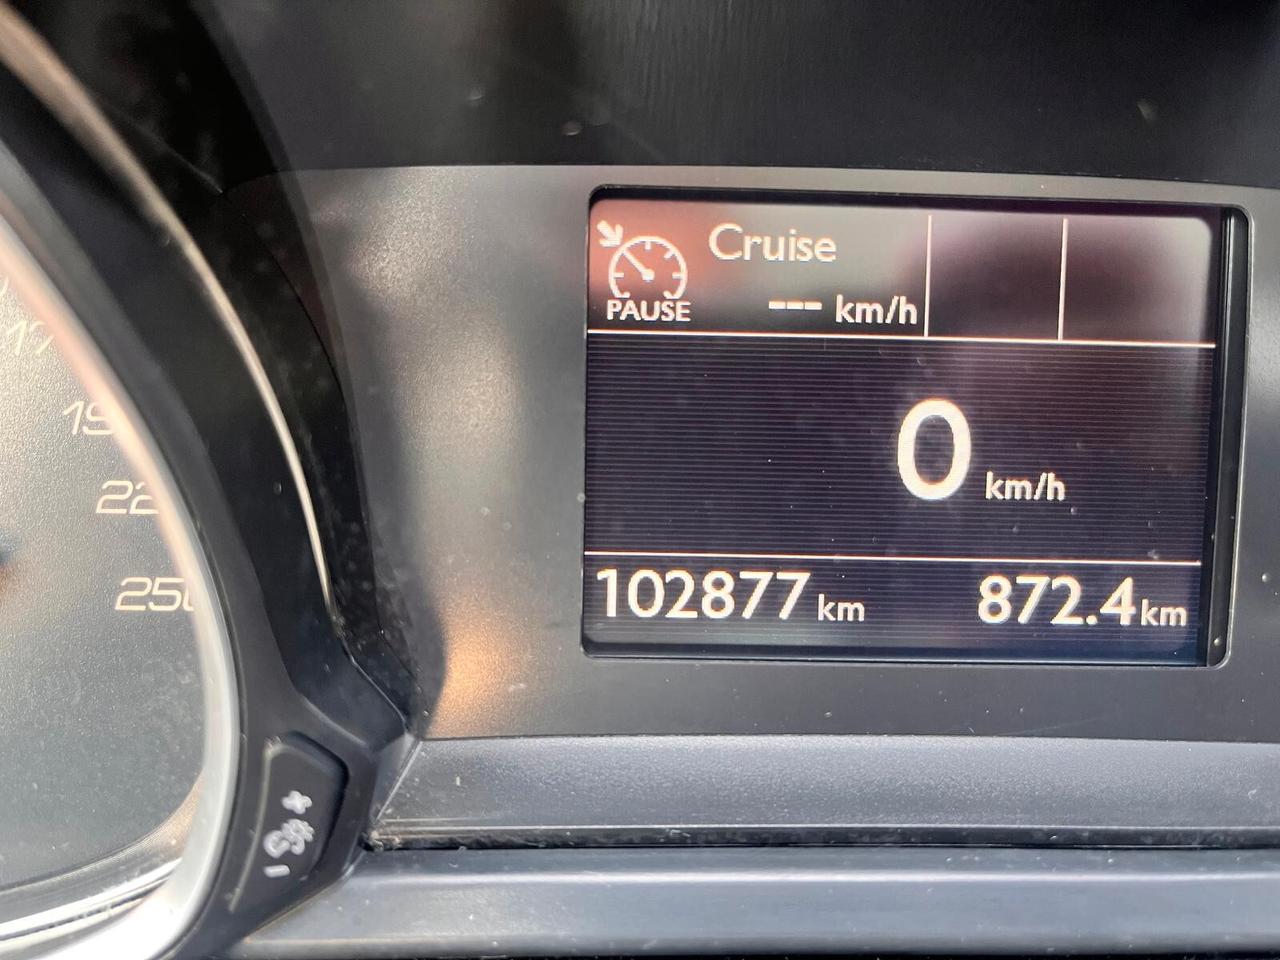 Cruise
PAUSE --- km/h
0 km/h
102877 km 872.4 km